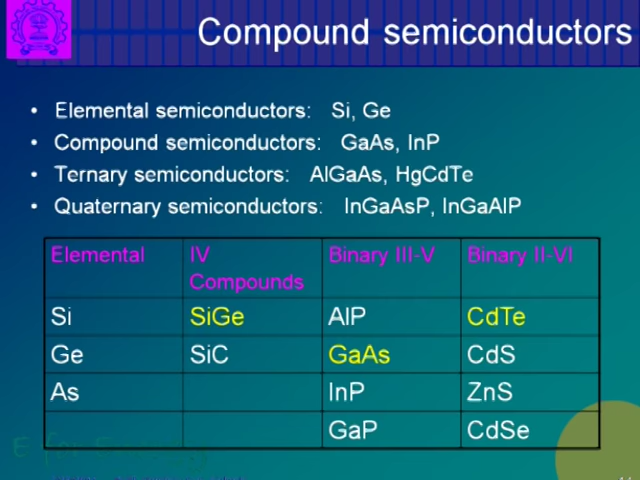 Compound semiconductors
• Elemental semiconductors: Si, Ge
• Compound semiconductors: GaAs, InP
• Ternary semiconductors: AlGaAs, HgCdTe
• Quaternary semiconductors: InGaAsP, InGaAlP
Elemental IV Compounds Binary III-V Binary II-VI
Si SiGe AlP CdTe
Ge SiC GaAs CdS
As InP ZnS
GaP CdSe
E for